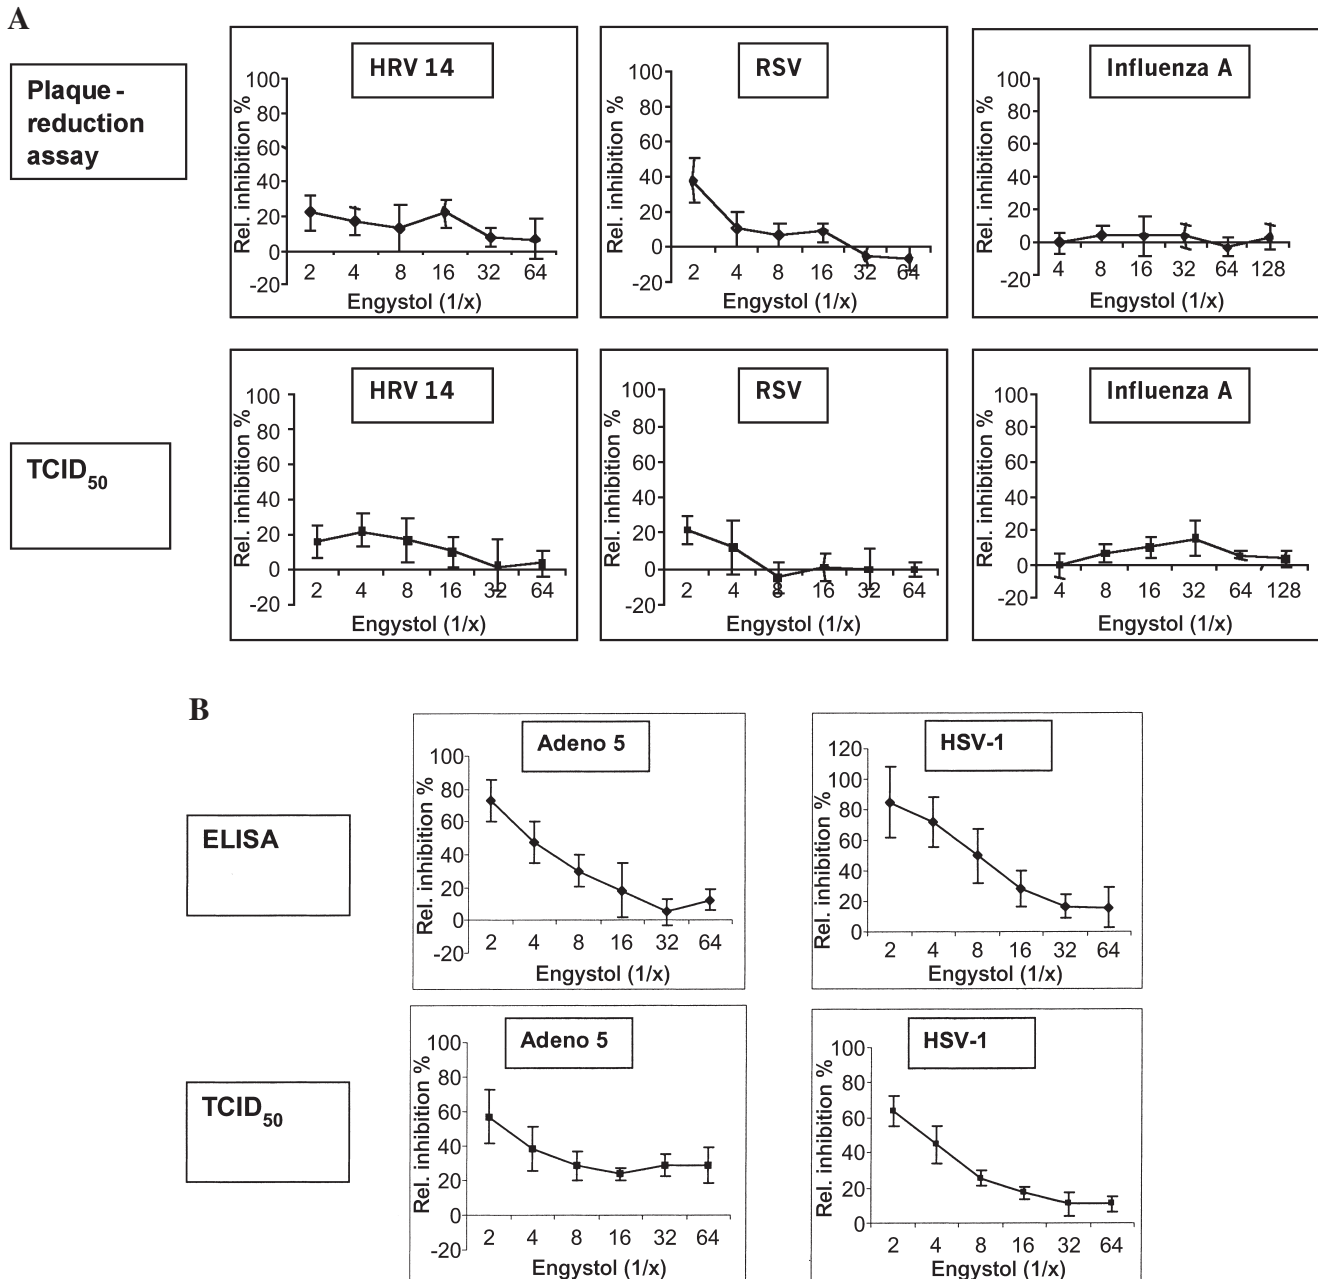 A
Plaque-
reduction
assay
HRV 14
Rel. inhibition %
100
80
60
40
20
0
-20
2 4 8 16 32 64
Engystol (1/x)
RSV
Rel. inhibition %
100
80
60
40
20
0
-20
2 4 8 16 32 64
Engystol (1/x)
Influenza A
Rel. inhibition %
100
80
60
40
20
0
-20
4 8 16 32 64 128
Engystol (1/x)
TCID50
HRV 14
Rel. inhibition %
100
80
60
40
20
0
-20
2 4 8 16 32 64
Engystol (1/x)
RSV
Rel. inhibition %
100
80
60
40
20
0
-20
2 4 8 16 32 64
Engystol (1/x)
Influenza A
Rel. inhibition %
100
80
60
40
20
0
-20
4 8 16 32 64 128
Engystol (1/x)
B
ELISA
Adeno 5
Rel. inhibition %
100
80
60
40
20
0
-20
2 4 8 16 32 64
Engystol (1/x)
HSV-1
Rel. inhibition %
120
100
80
60
40
20
0
2 4 8 16 32 64
Engystol (1/x)
TCID50
Adeno 5
Rel. inhibition %
100
80
60
40
20
0
-20
2 4 8 16 32 64
Engystol (1/x)
HSV-1
Rel. inhibition %
100
80
60
40
20
0
2 4 8 16 32 64
Engystol (1/x)